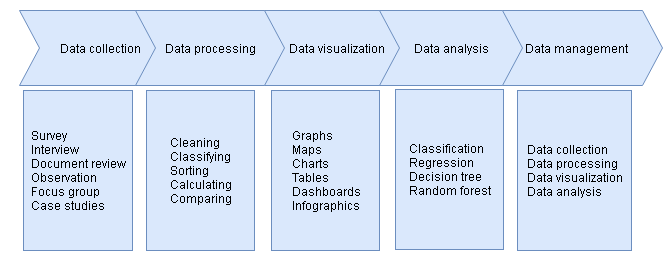 Data collection
Data processing
Data visualization
Data analysis
Data management
Survey
Interview
Document review
Observation
Focus group
Case studies
Cleaning
Classifying
Sorting
Calculating
Comparing
Graphs
Maps
Charts
Tables
Dashboards
Infographics
Classification
Regression
Decision tree
Random forest
Data collection
Data processing
Data visualization
Data analysis